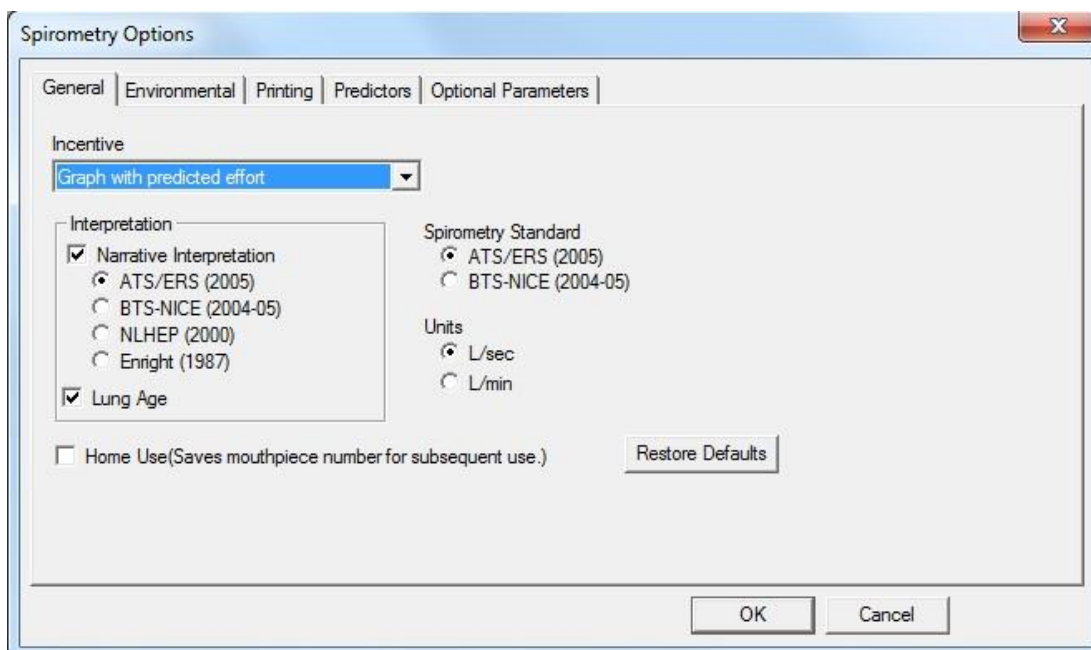 Spirometry Options
General
Environmental
Printing
Predictors
Optional Parameters
Incentive
Graph with predicted effort
Interpretation
Narrative Interpretation
ATS/ERS (2005)
BTS-NICE (2004-05)
NLHEP (2000)
Enright (1987)
Lung Age
Spirometry Standard
ATS/ERS (2005)
BTS-NICE (2004-05)
Units
L/sec
L/min
Home Use(Saves mouthpiece number for subsequent use.)
Restore Defaults
OK
Cancel